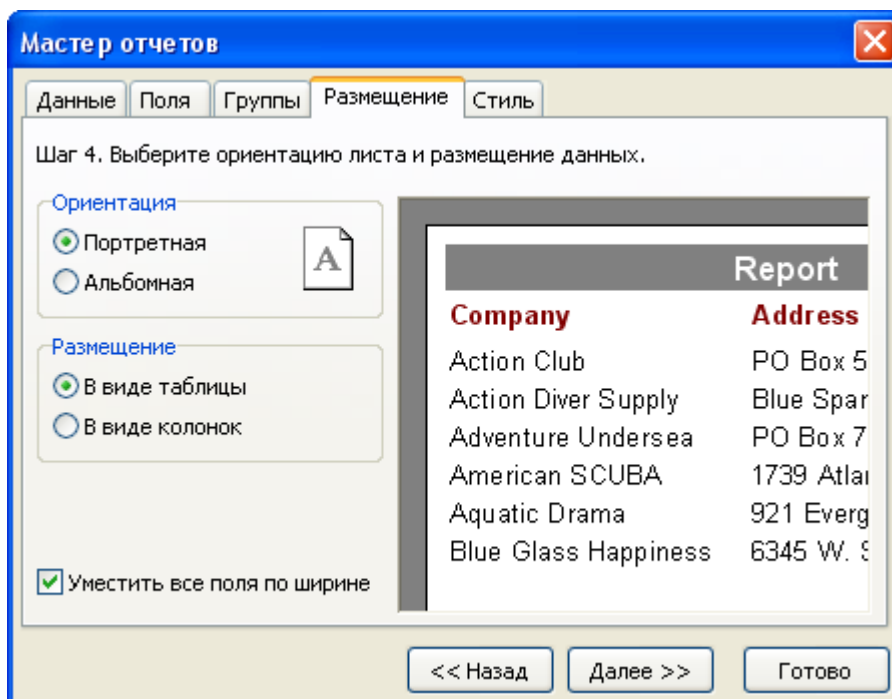 Мастер отчетов
Данные Поля Группы Размещение Стиль
Шаг 4. Выберите ориентацию листа и размещение данных.
Ориентация
Портретная
Альбомная
A
Размещение
В виде таблицы
В виде колонок
Уместить все поля по ширине
Report
Company Address
Action Club PO Box 5
Action Diver Supply Blue Spar
Adventure Undersea PO Box 7
American SCUBA 1739 Atla
Aquatic Drama 921 Everg
Blue Glass Happiness 6345 W. S
<< Назад Далее >> Готово